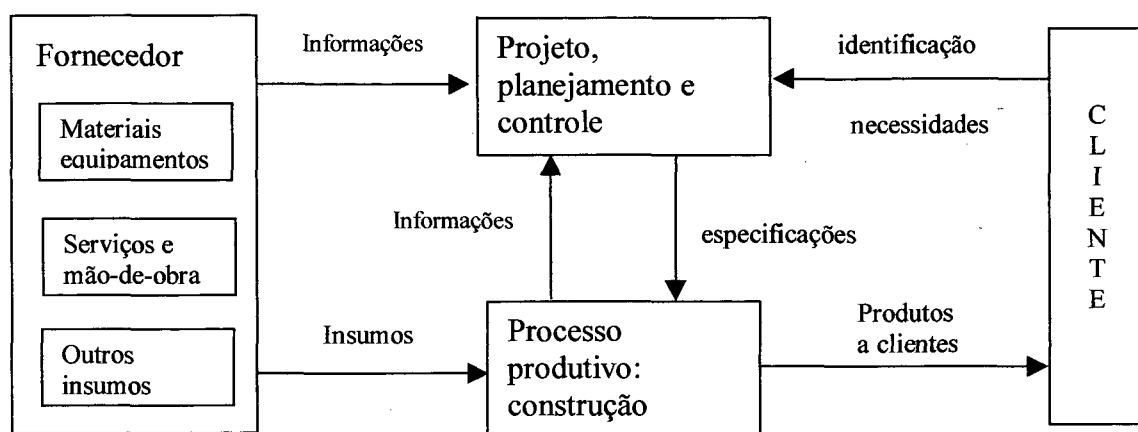 Fornecedor
Materiais
equipamentos
Serviços e
mão-de-obra
Outros
insumos
Informações
Insumos
Projeto,
planejamento e
controle
Informações
especificações
Processo
produtivo:
construção
identificação
necessidades
Produtos
a clientes
C
L
I
E
N
T
E